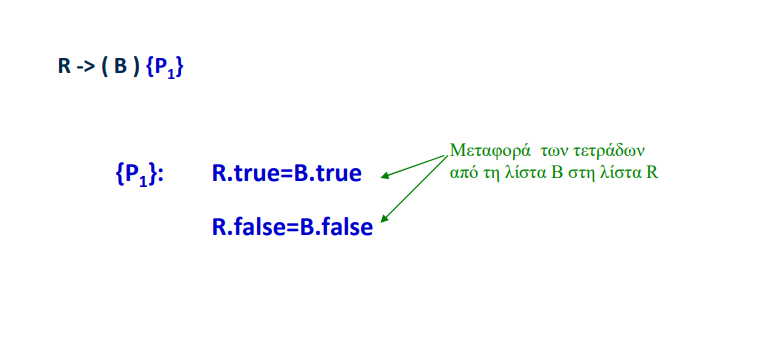 R -> ( B ) {P1}
{P1}: R.true=B.true
Μεταφορά των τετράδων
από τη λίστα B στη λίστα R
R.false=B.false